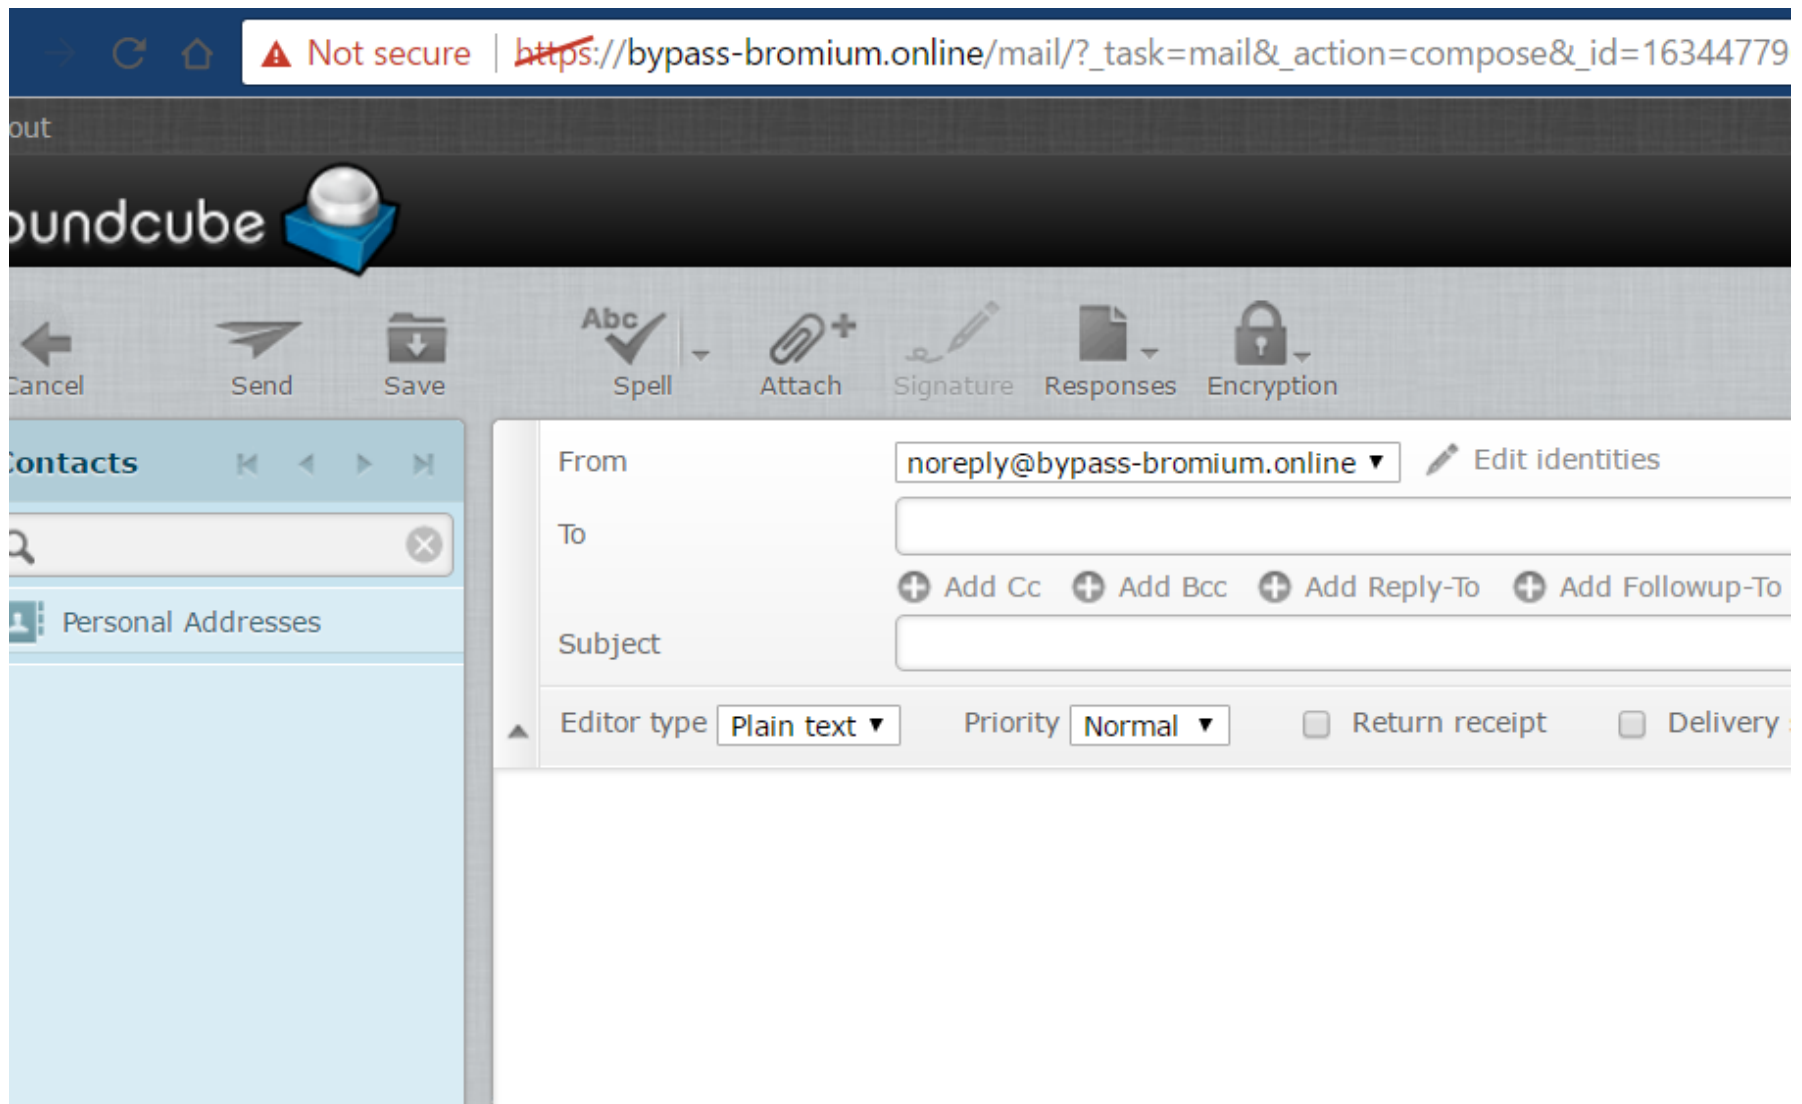 Not secure | https://bypass-bromium.online/mail/?_task=mail&_action=compose&_id=16344779
out
oundcube
Cancel Send Save Abc Spell Attach Signature Responses Encryption
Contacts
From noreply@bypass-bromium.online ▼ Edit identities
To
Add Cc Add Bcc Add Reply-To Add Followup-To
Personal Addresses
Subject
Editor type Plain text ▼ Priority Normal ▼ Return receipt Delivery